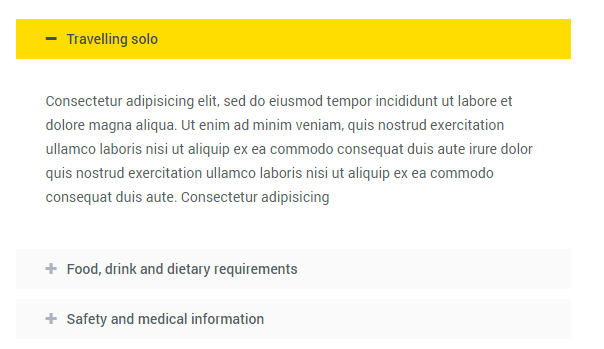 Travelling solo
Consectetur adipisicing elit, sed do eiusmod tempor incididunt ut labore et
dolore magna aliqua. Ut enim ad minim veniam, quis nostrud exercitation
ullamco laboris nisi ut aliquip ex ea commodo consequat duis aute irure dolor
quis nostrud exercitation ullamco laboris nisi ut aliquip ex ea commodo
consequat duis aute. Consectetur adipisicing
Food, drink and dietary requirements
Safety and medical information